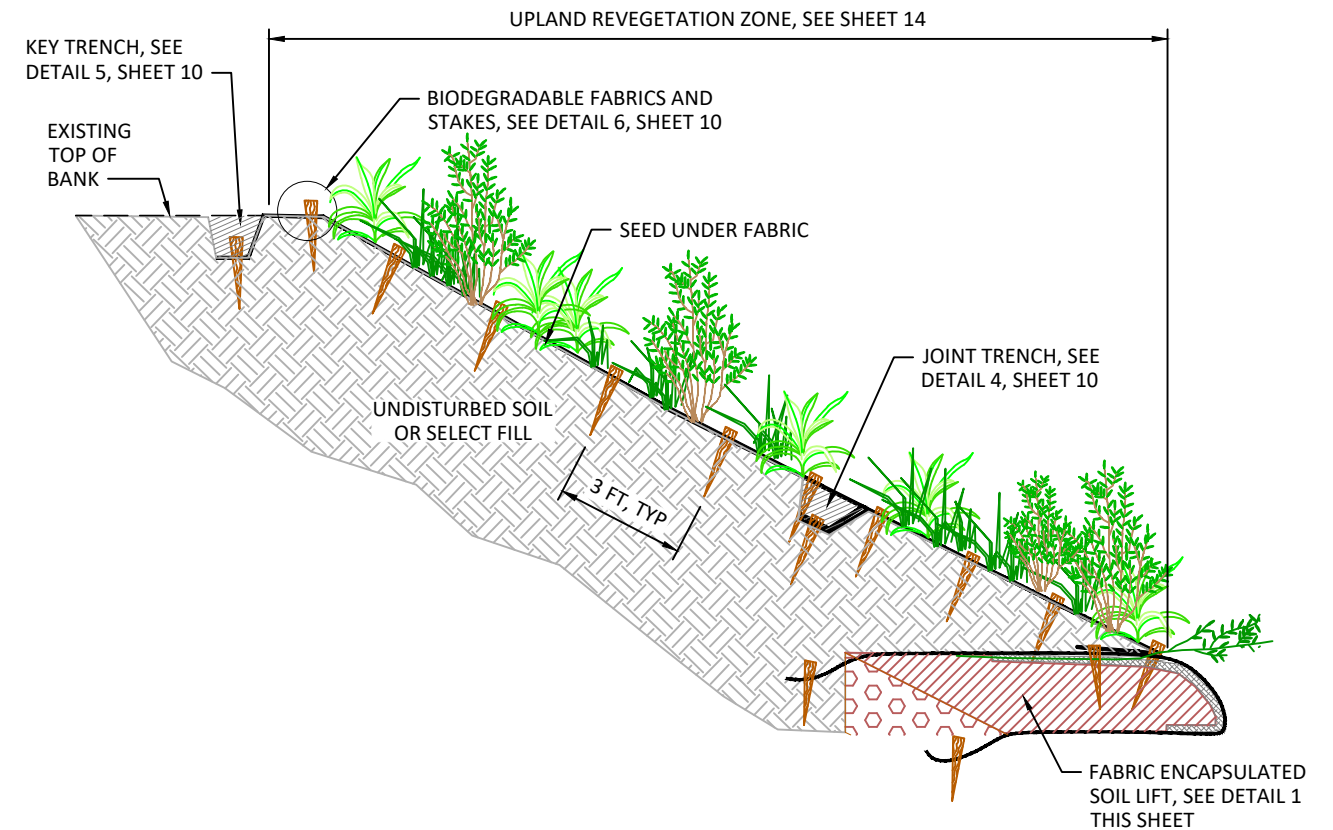 UPLAND REVEGETATION ZONE, SEE SHEET 14
KEY TRENCH, SEE
DETAIL 5, SHEET 10
BIODEGRADABLE FABRICS AND
STAKES, SEE DETAIL 6, SHEET 10
EXISTING
TOP OF
BANK
SEED UNDER FABRIC
JOINT TRENCH, SEE
DETAIL 4, SHEET 10
UNDISTURBED SOIL
OR SELECT FILL
3 FT, TYP
FABRIC ENCAPSULATED
SOIL LIFT, SEE DETAIL 1
THIS SHEET